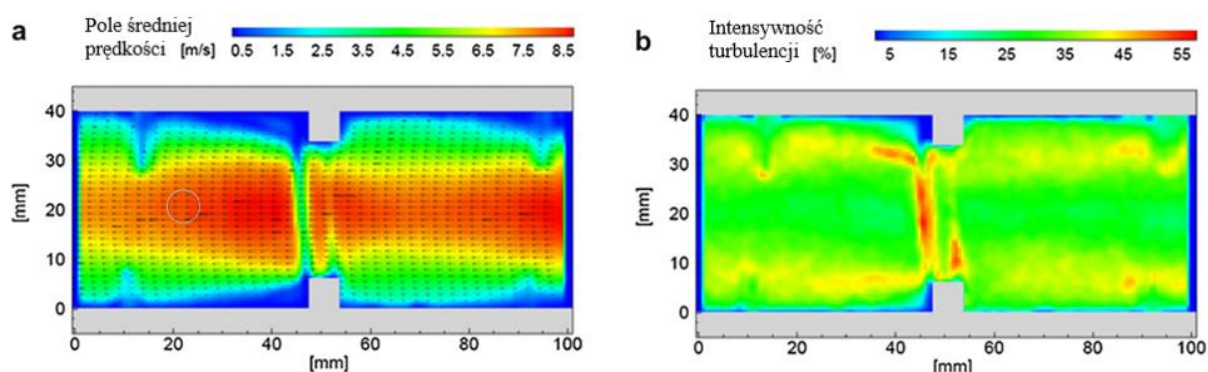 a
Pole średniej
prędkości [m/s]
0.5 1.5 2.5 3.5 4.5 5.5 6.5 7.5 8.5
[mm]
40
30
20
10
0
0 20 40 60 80 100
[mm]
b
Intensywność
turbulencji [%]
5 15 25 35 45 55
[mm]
40
30
20
10
0
0 20 40 60 80 100
[mm]